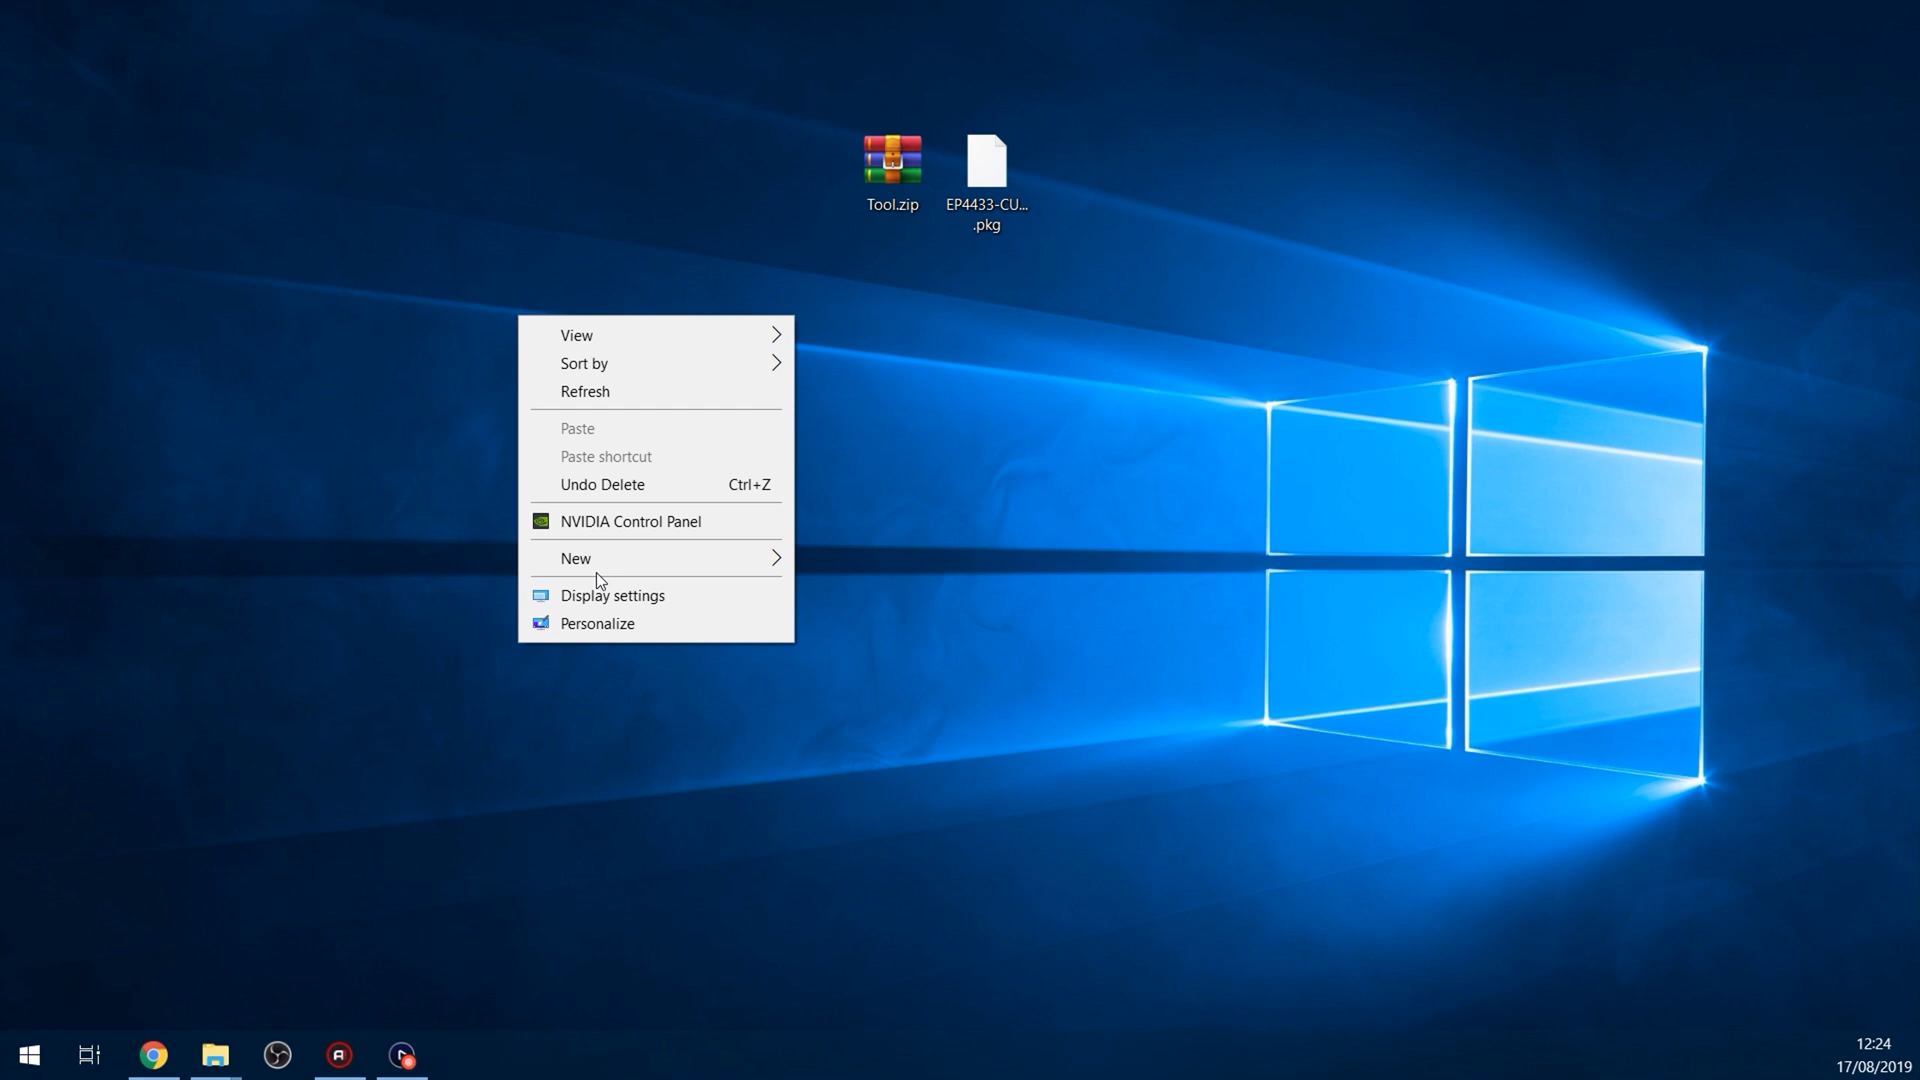 Tool.zip
EP4433-CU...
.pkg
View
Sort by
Refresh
Paste
Paste shortcut
Undo Delete Ctrl+Z
NVIDIA Control Panel
New
Display settings
Personalize
12:24
17/08/2019